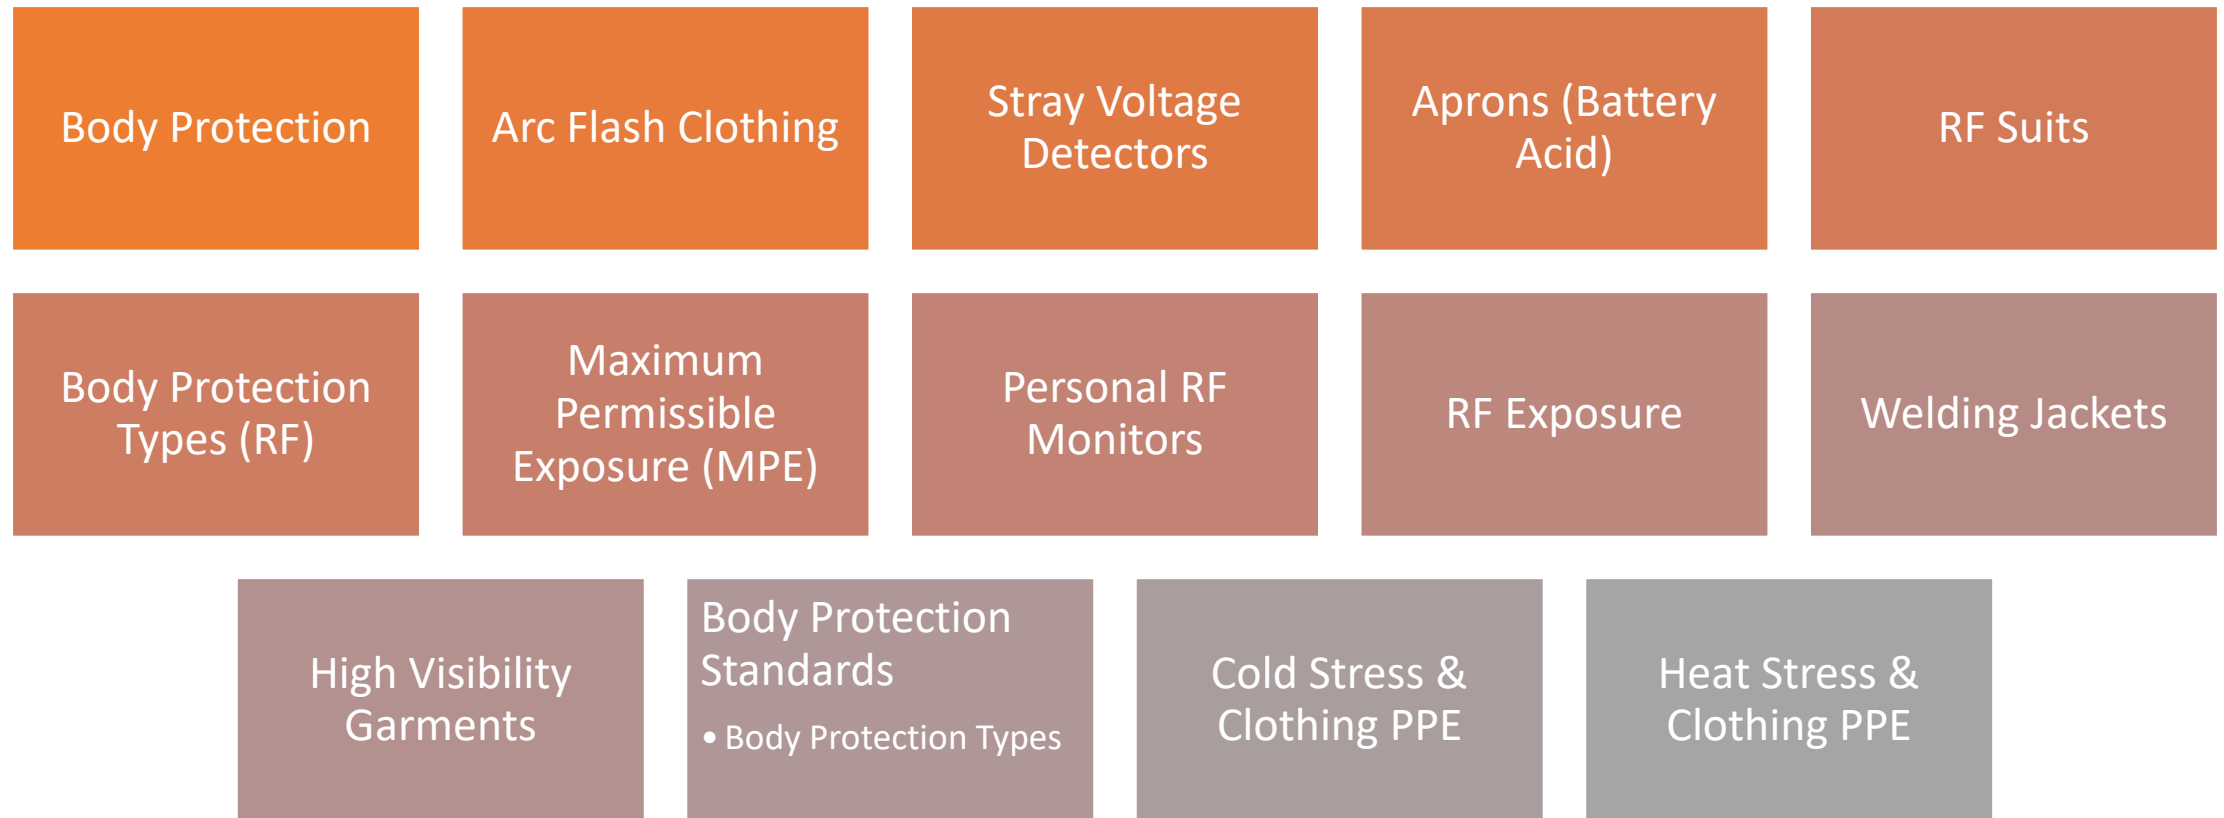 Body Protection
Arc Flash Clothing
Stray Voltage
Detectors
Aprons (Battery
Acid)
RF Suits
Body Protection
Types (RF)
Maximum
Permissible
Exposure (MPE)
Personal RF
Monitors
RF Exposure
Welding Jackets
High Visibility
Garments
Body Protection
Standards
• Body Protection Types
Cold Stress &
Clothing PPE
Heat Stress &
Clothing PPE